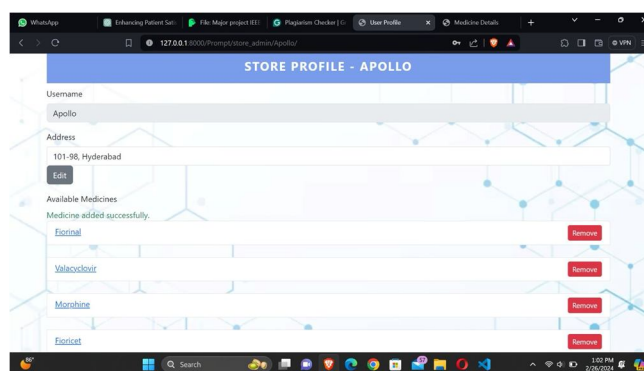 WhatsApp
Enhancing Patient Sati
File: Major project IEEE
Plagiarism Checker | G
User Profile
Medicine Details
127.0.0.1:8000/Prompt/store_admin/Apollo/
VPN
STORE PROFILE - APOLLO
Username
Apollo
Address
101-98, Hyderabad
Edit
Available Medicines
Medicine added successfully.
Fiorinal Remove
Valacyclovir Remove
Morphine Remove
Fioricet Remove
86°
Search
57
1:02 PM
2/26/2024